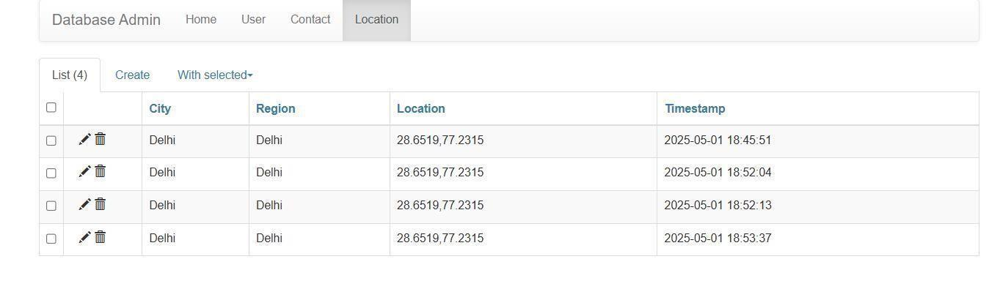 Database Admin Home User Contact Location
List (4) Create With selected
City Region Location Timestamp
Delhi Delhi 28.6519,77.2315 2025-05-01 18:45:51
Delhi Delhi 28.6519,77.2315 2025-05-01 18:52:04
Delhi Delhi 28.6519,77.2315 2025-05-01 18:52:13
Delhi Delhi 28.6519,77.2315 2025-05-01 18:53:37